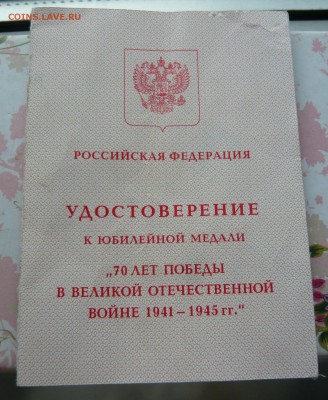 COINS.LAVE.RU
РОССИЙСКАЯ ФЕДЕРАЦИЯ
УДОСТОВЕРЕНИЕ
К ЮБИЛЕЙНОЙ МЕДАЛИ
„70 ЛЕТ ПОБЕДЫ
В ВЕЛИКОЙ ОТЕЧЕСТВЕННОЙ
ВОЙНЕ 1941 – 1945 гг."